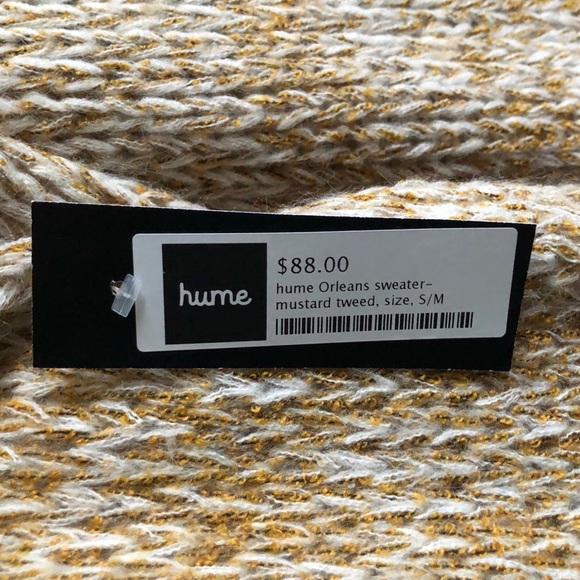 hume
$88.00
hume Orleans sweater-
mustard tweed, size, S/M